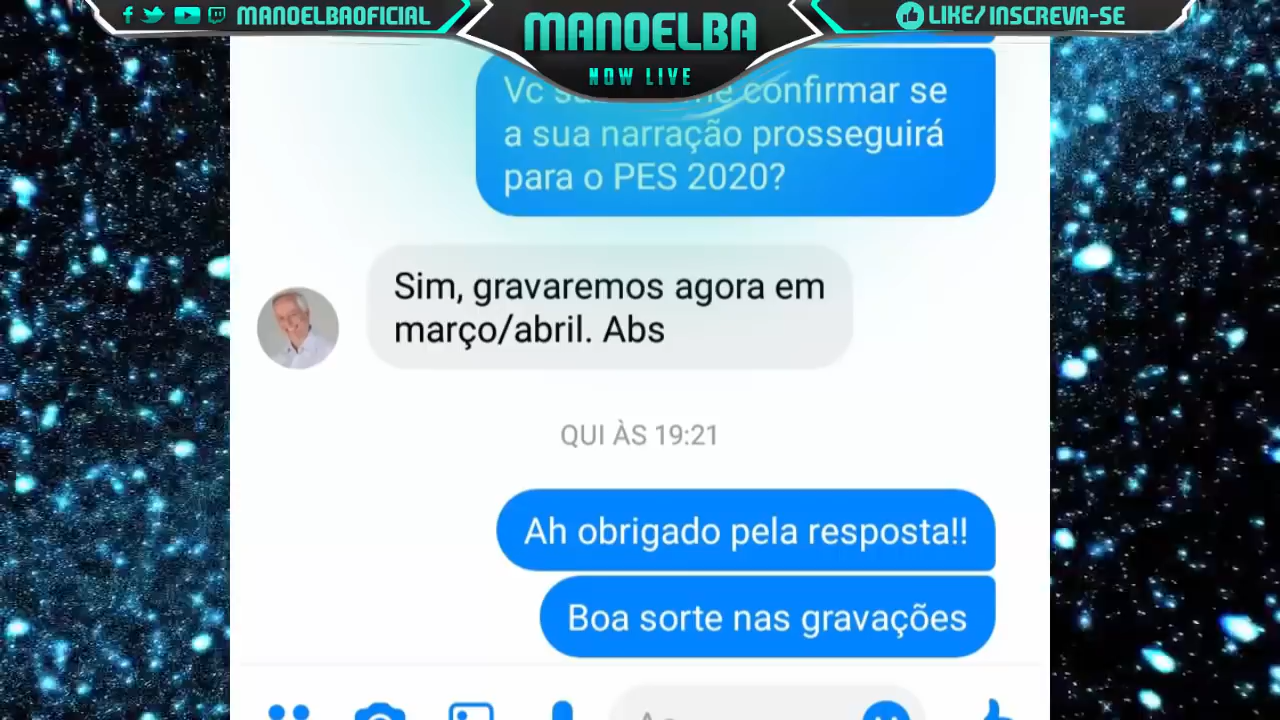 MANOELBAOFICIAL
MANOELBA
NOW LIVE
LIKE/INSCREVA-SE
Vc confirmar se
a sua narração prosseguirá
para o PES 2020?
Sim, gravaremos agora em
março/abril. Abs
QUI ÀS 19:21
Ah obrigado pela resposta!!
Boa sorte nas gravações